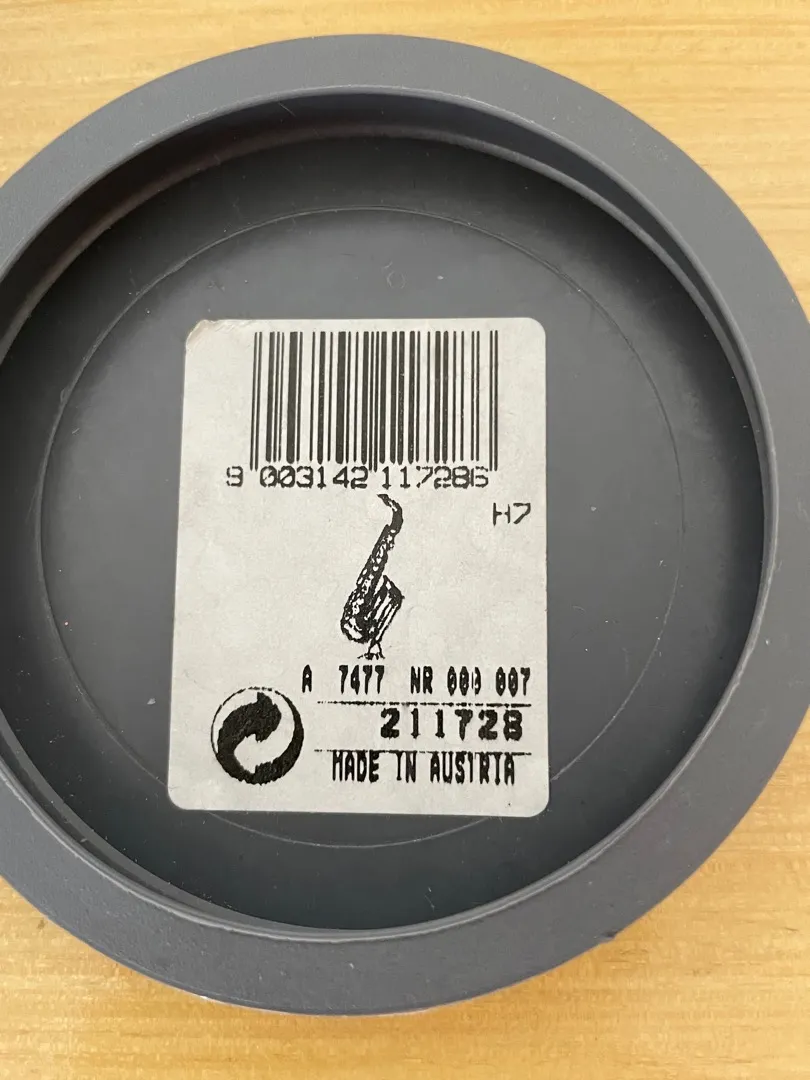 9 003142 117286
H7
A 7477 NR 000 007
211728
MADE IN AUSTRIA